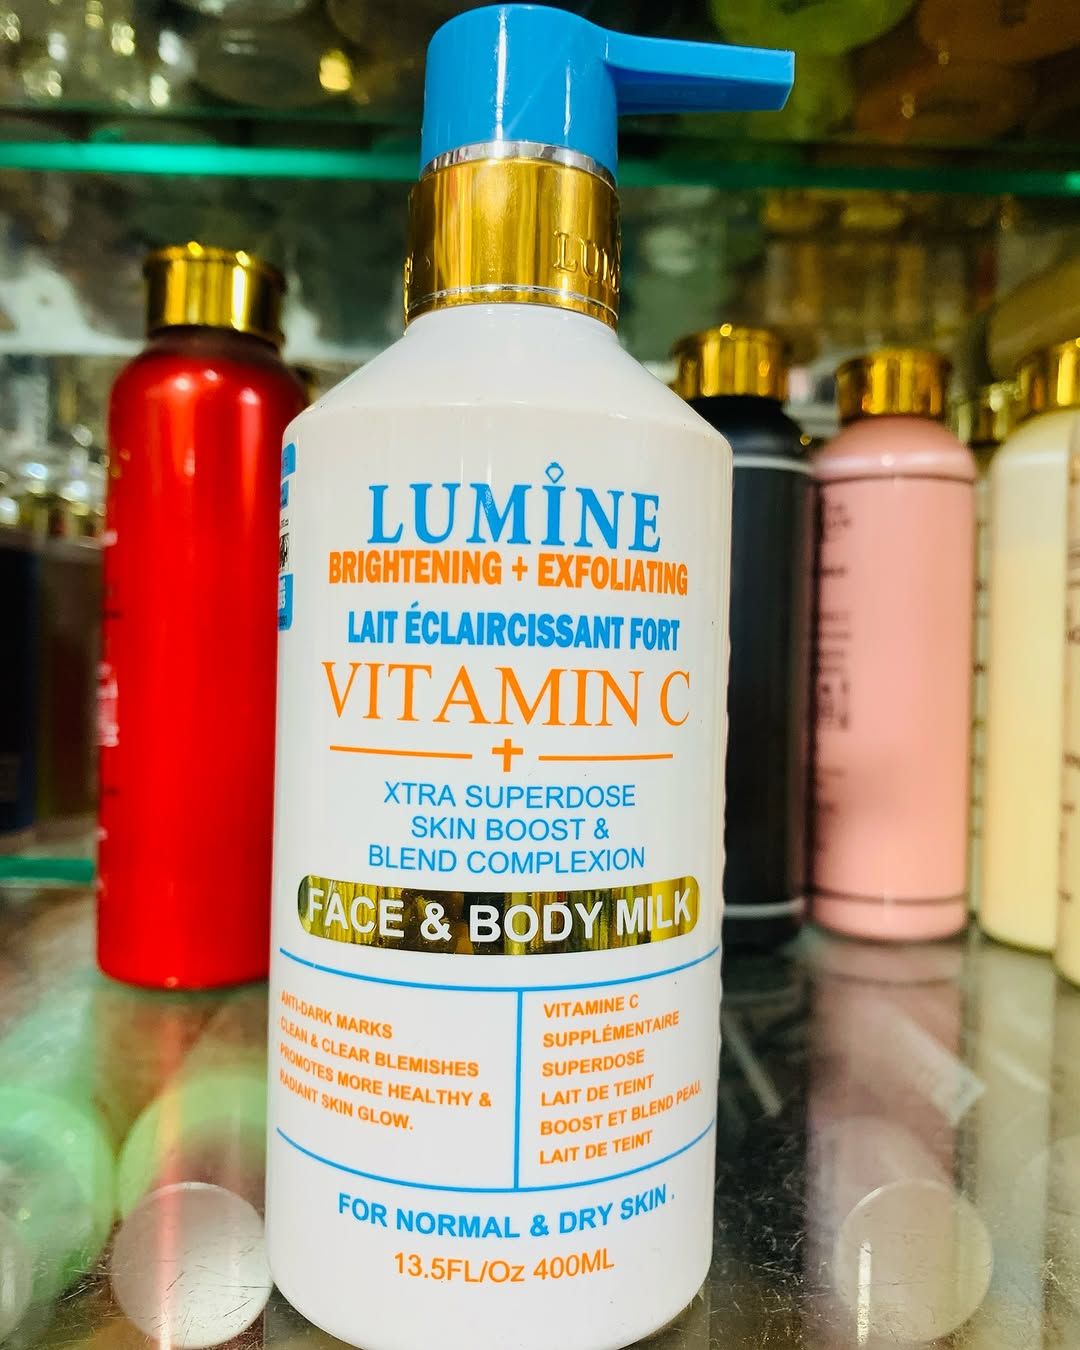 LUMINE
BRIGHTENING + EXFOLIATING
LAIT ÉCLAIRCISSANT FORT
VITAMIN C
+
XTRA SUPERDOSE
SKIN BOOST &
BLEND COMPLEXION
FACE & BODY MILK
ANTI-DARK MARKS
CLEAN & CLEAR BLEMISHES
PROMOTES MORE HEALTHY &
RADIANT SKIN GLOW.
VITAMINE C
SUPPLÉMENTAIRE
SUPERDOSE
LAIT DE TEINT
BOOST ET BLEND PEAU,
LAIT DE TEINT
FOR NORMAL & DRY SKIN .
13.5FL/Oz 400ML